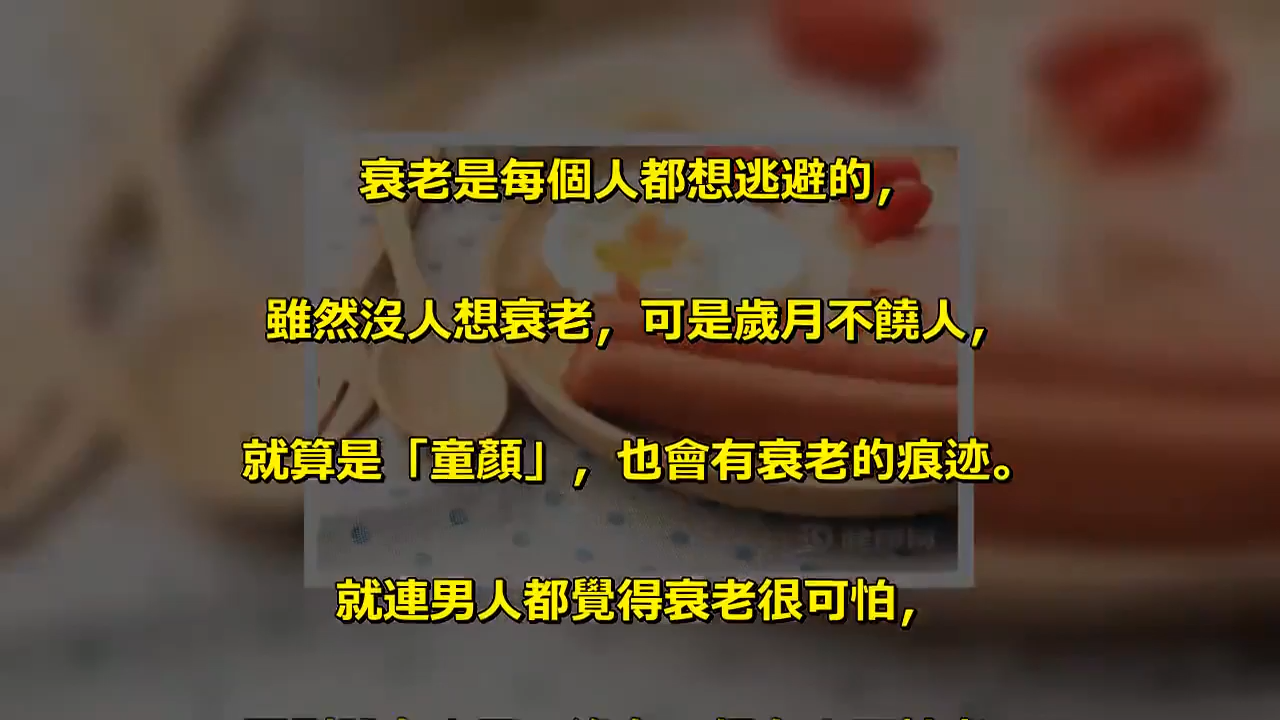 衰老是每個人都想逃避的，
雖然沒人想衰老，可是歲月不饒人，
就算是「童顏」，也會有衰老的痕迹。
就連男人都覺得衰老很可怕，